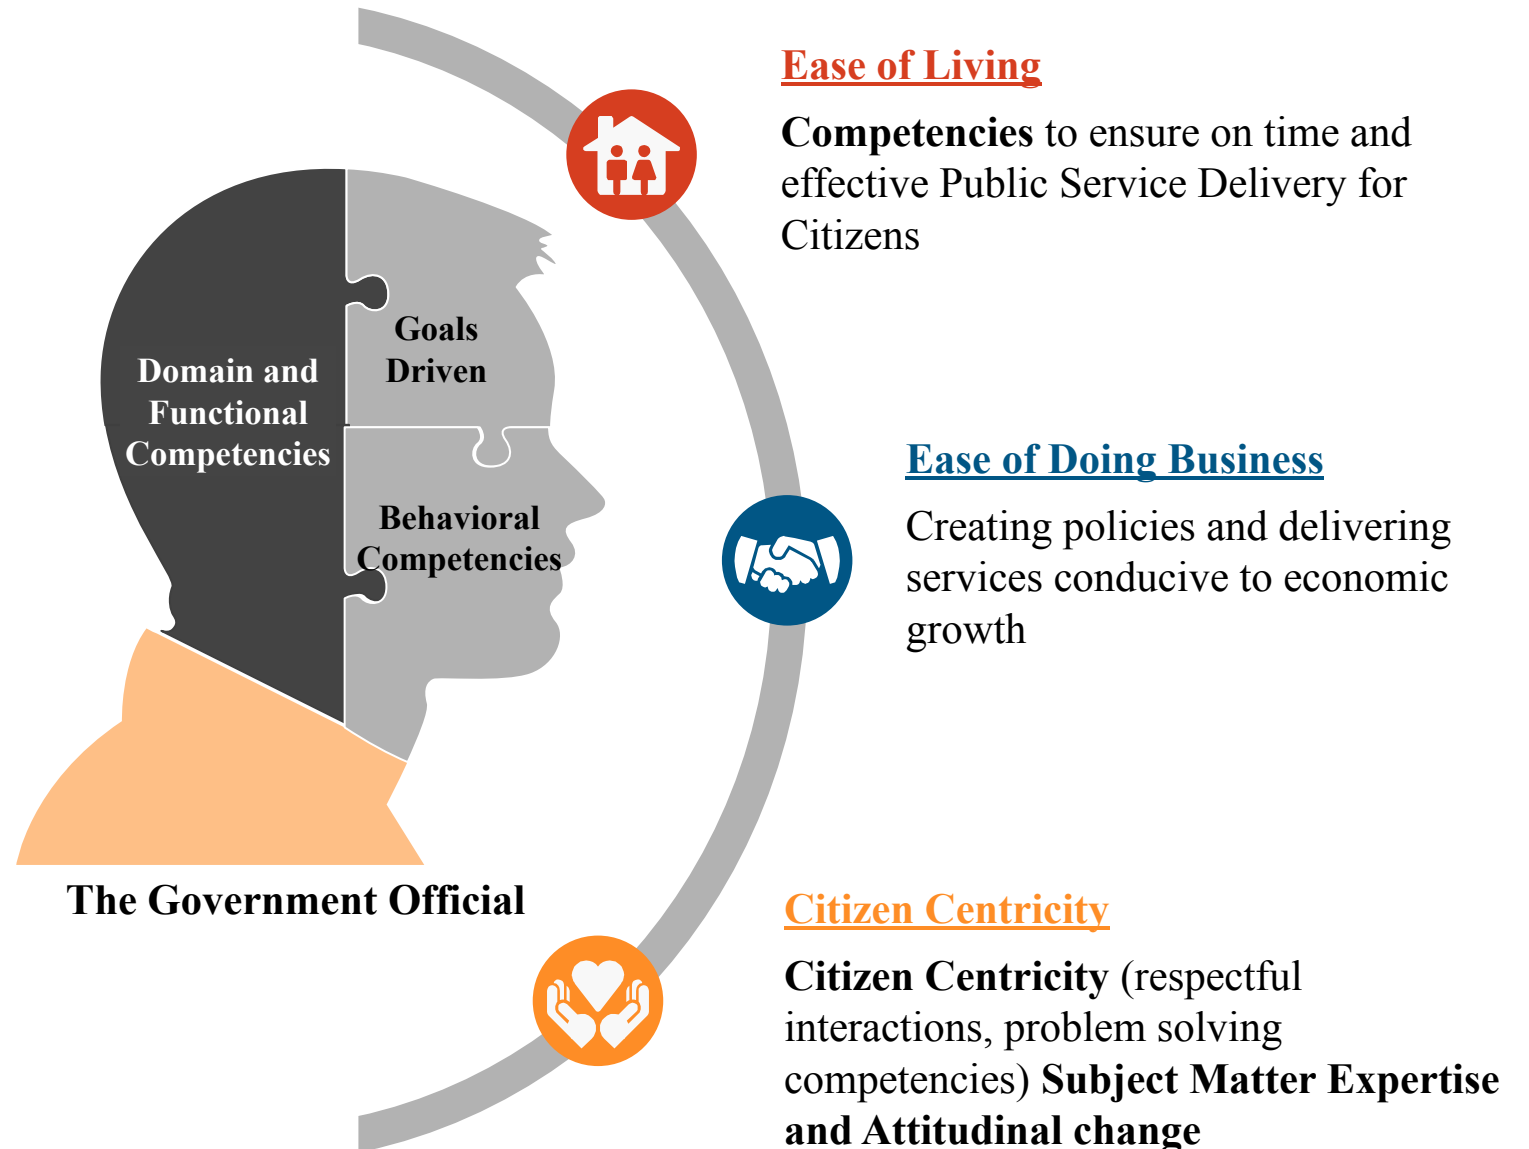 Ease of Living
Competencies to ensure on time and
effective Public Service Delivery for
Citizens
Goals
Driven
Domain and
Functional
Competencies
Behavioral
Competencies
Ease of Doing Business
Creating policies and delivering
services conducive to economic
growth
The Government Official
Citizen Centricity
Citizen Centricity (respectful
interactions, problem solving
competencies) Subject Matter Expertise
and Attitudinal change